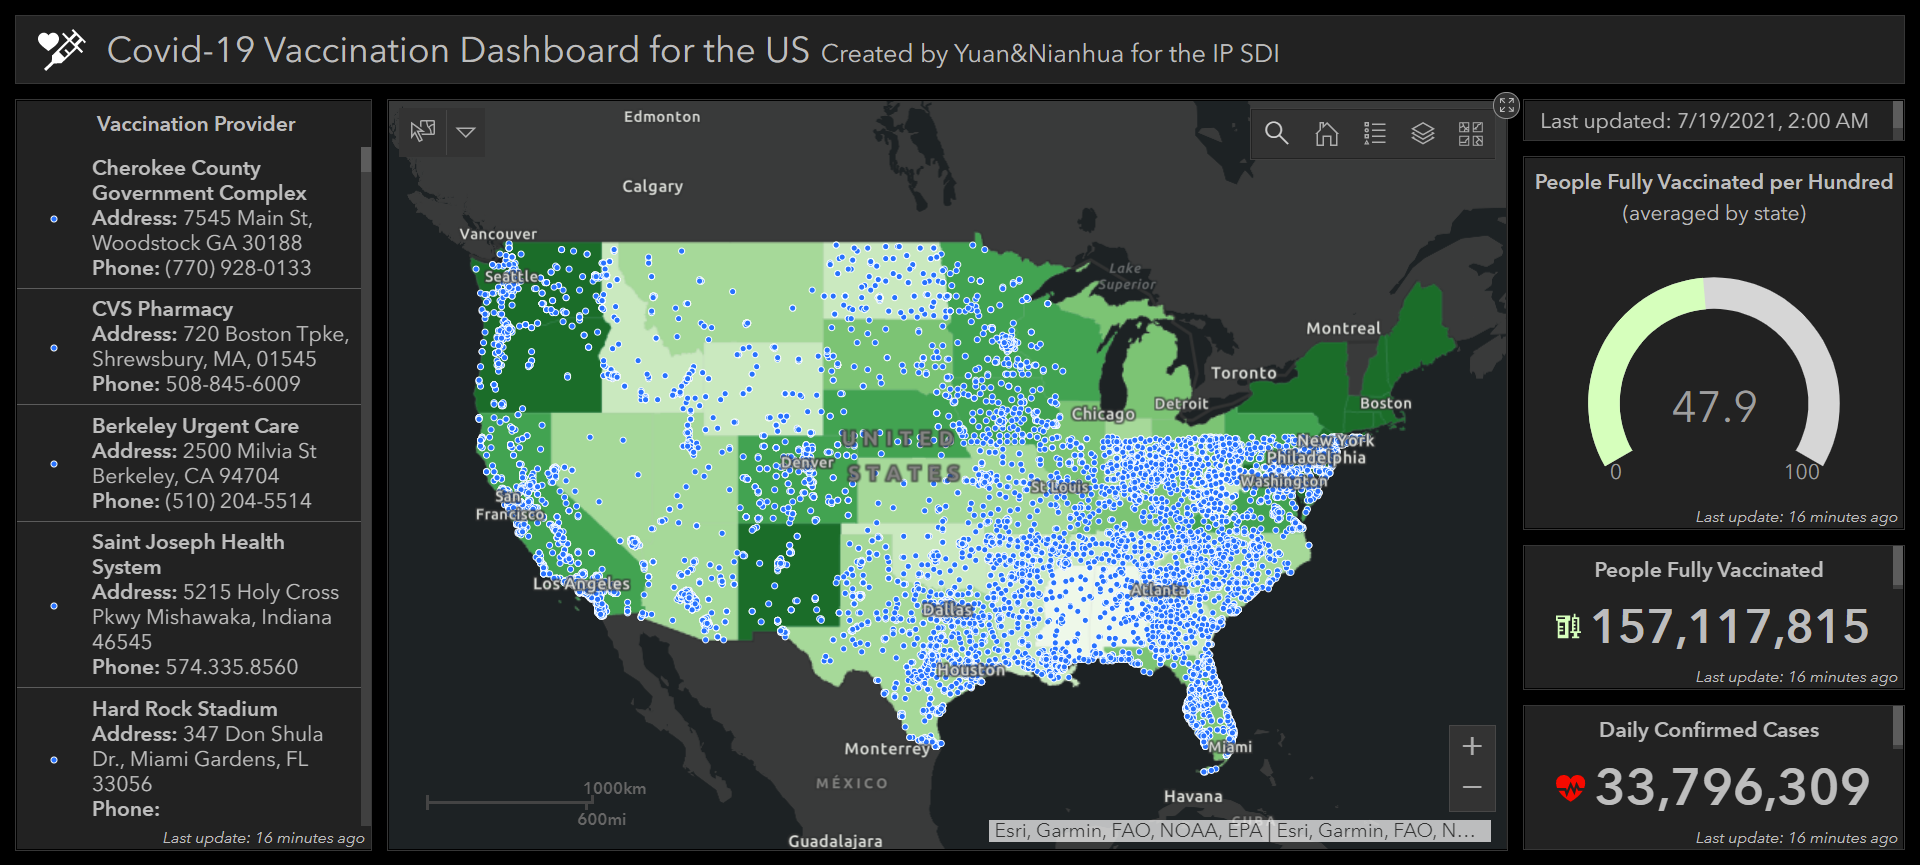 Covid-19 Vaccination Dashboard for the US Created by Yuan&Nianhua for the IP SDI
Vaccination Provider
Cherokee County
Government Complex
Address: 7545 Main St,
Woodstock GA 30188
Phone: (770) 928-0133
CVS Pharmacy
Address: 720 Boston Tpke,
Shrewsbury, MA, 01545
Phone: 508-845-6009
Berkeley Urgent Care
Address: 2500 Milvia St
Berkeley, CA 94704
Phone: (510) 204-5514
Saint Joseph Health
System
Address: 5215 Holy Cross
Pkwy Mishawaka, Indiana
46545
Phone: 574.335.8560
Hard Rock Stadium
Address: 347 Don Shula
Dr., Miami Gardens, FL
33056
Phone:
Last update: 16 minutes ago
Edmonton
Calgary
Vancouver
Seattle
Lake
Superior
Montreal
Toronto
Boston
Detroit
Chicago
UNITED
STATES
New York
Philadelphia
Washington
Denver
St Louis
San
Francisco
Los Angeles
Atlanta
Dallas
Houston
Miami
Monterrey
MÉXICO
Havana
CUBA
Guadalajara
1000km
600mi
Esri, Garmin, FAO, NOAA, EPA | Esri, Garmin, FAO, N...
Last updated: 7/19/2021, 2:00 AM
People Fully Vaccinated per Hundred
(averaged by state)
47.9
0
100
Last update: 16 minutes ago
People Fully Vaccinated
157,117,815
Last update: 16 minutes ago
Daily Confirmed Cases
33,796,309
Last update: 16 minutes ago